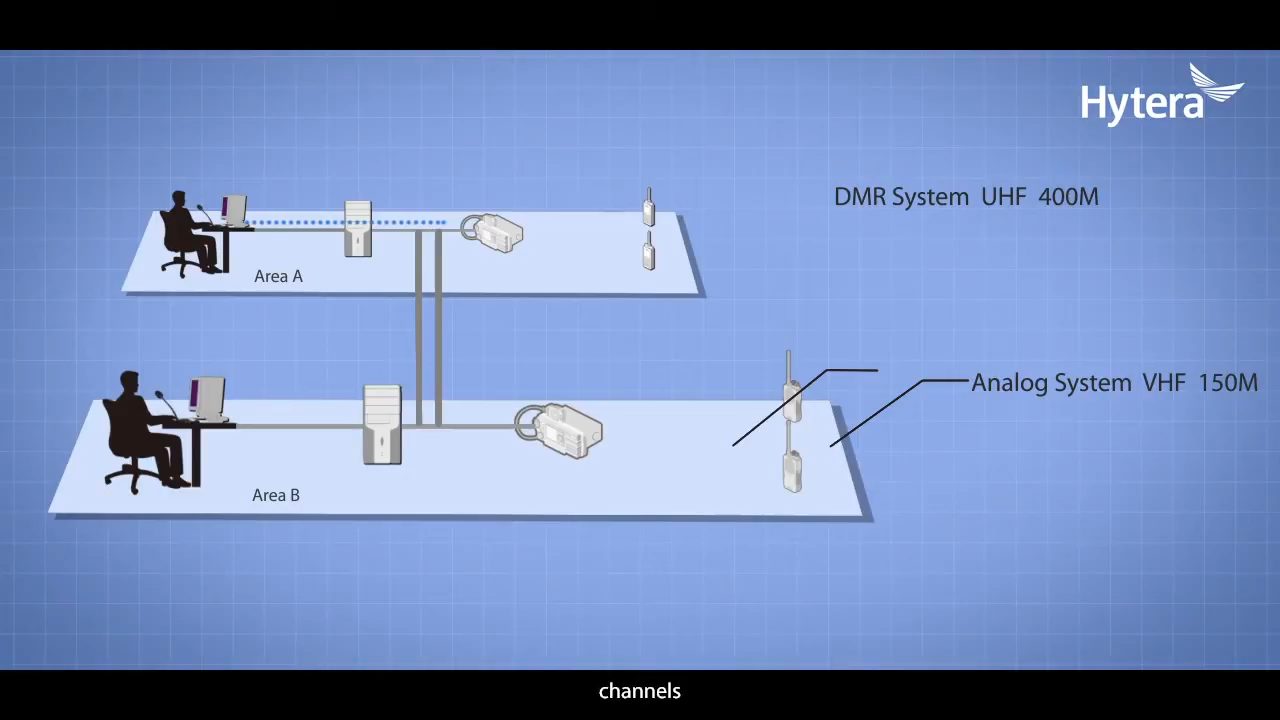 Hytera
DMR System UHF 400M
Area A
Analog System VHF 150M
Area B
channels